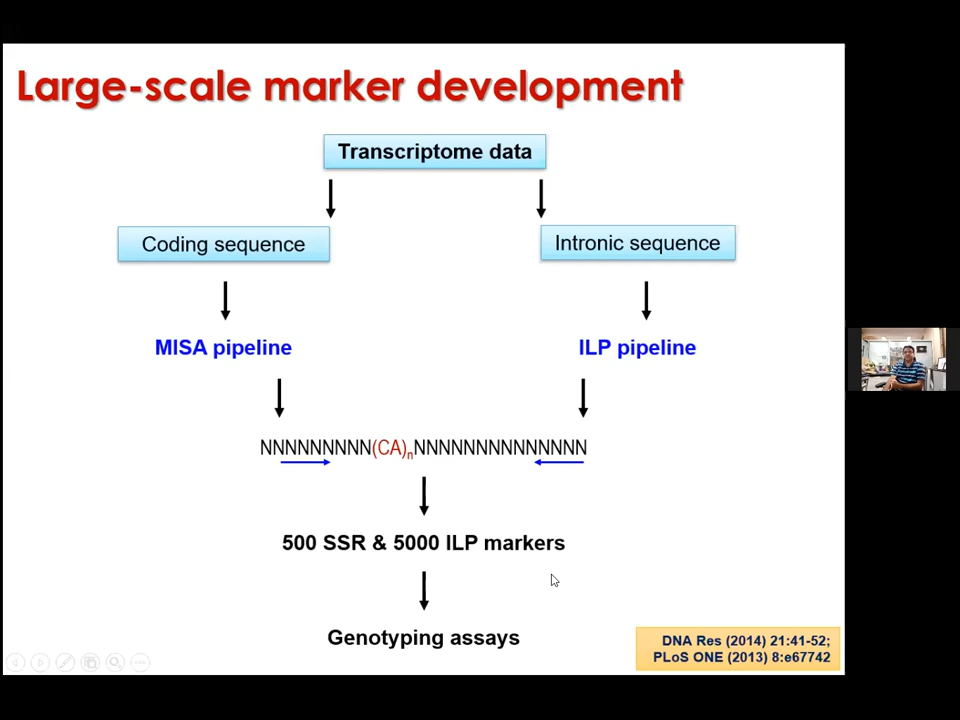 Large-scale marker development
Transcriptome data
Coding sequence
Intronic sequence
MISA pipeline
ILP pipeline
NNNNNNNNN(CA)nNNNNNNNNNNNNNN
500 SSR & 5000 ILP markers
Genotyping assays
DNA Res (2014) 21:41-52;
PLoS ONE (2013) 8:e67742